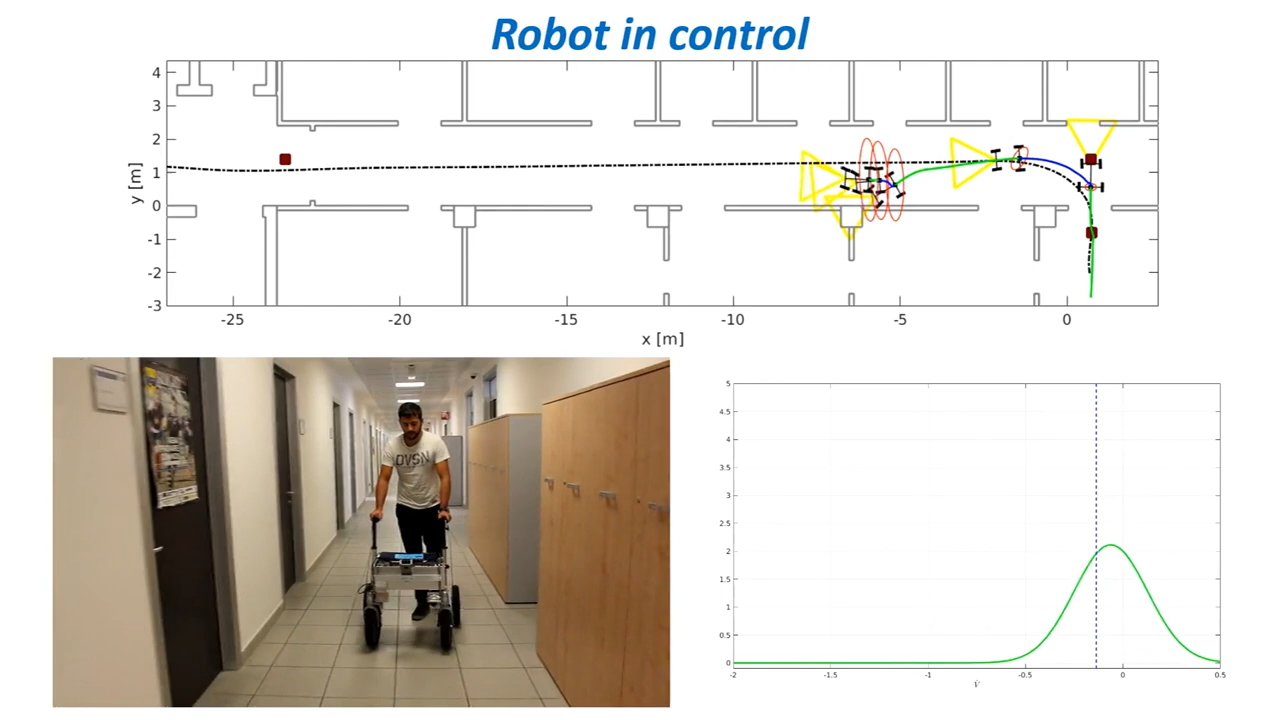 Robot in control
4
3
2
1
0
-1
-2
-3
y [m]
-25 -20 -15 -10 -5 0
x [m]
OVSN
5
4.5
4
3.5
3
2.5
2
1.5
1
0.5
0
-2 -1.5 -1 -0.5 0 0.5
V̇